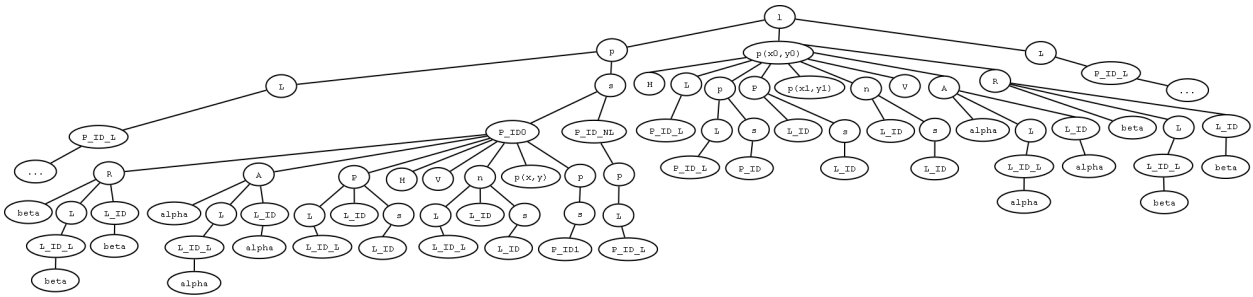 l
p p(x0,y0) L
L s H L p P p(x1,y1) n V A R P_ID_L ...
P_ID_L P_ID0 P_ID_NL P_ID_L L s L_ID s L_ID s alpha L L_ID beta L L_ID
... R A P H V n p(x,y) p p P_ID_L P_ID L_ID L_ID L_ID_L alpha L_ID_L beta
beta L L_ID alpha L L_ID L L_ID s L L_ID s s L alpha beta
L_ID_L beta L_ID_L alpha L_ID_L L_ID L_ID_L L_ID P_ID1 P_ID_L
beta alpha